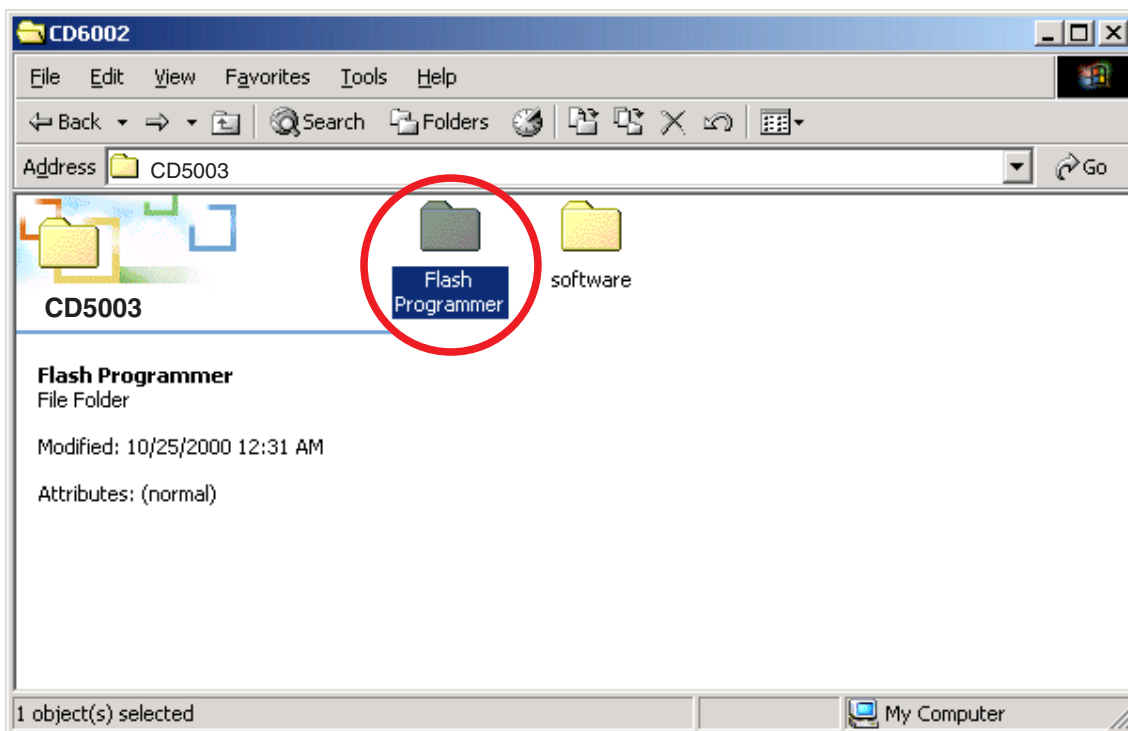 CD6002
File Edit View Favorites Tools Help
Back Search Folders
Address CD5003 Go
CD5003
Flash
Programmer
software
Flash Programmer
File Folder
Modified: 10/25/2000 12:31 AM
Attributes: (normal)
1 object(s) selected My Computer